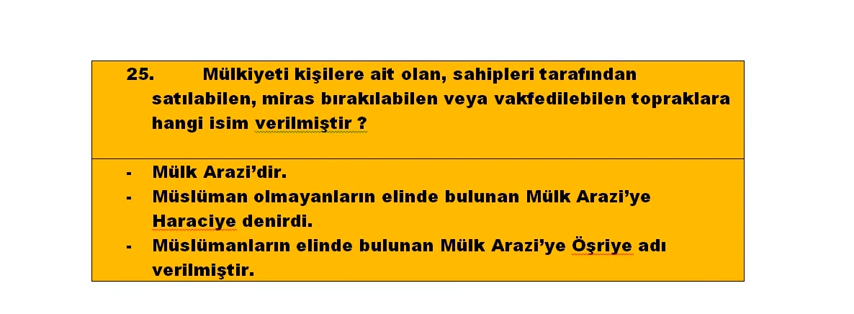 25. Mülkiyeti kişilere ait olan, sahipleri tarafından
satılabilen, miras bırakılabilen veya vakfedilebilen topraklara
hangi isim verilmiştir ?
- Mülk Arazi’dir.
- Müslüman olmayanların elinde bulunan Mülk Arazi’ye
Haraciye denirdi.
- Müslümanların elinde bulunan Mülk Arazi’ye Öşriye adı
verilmiştir.